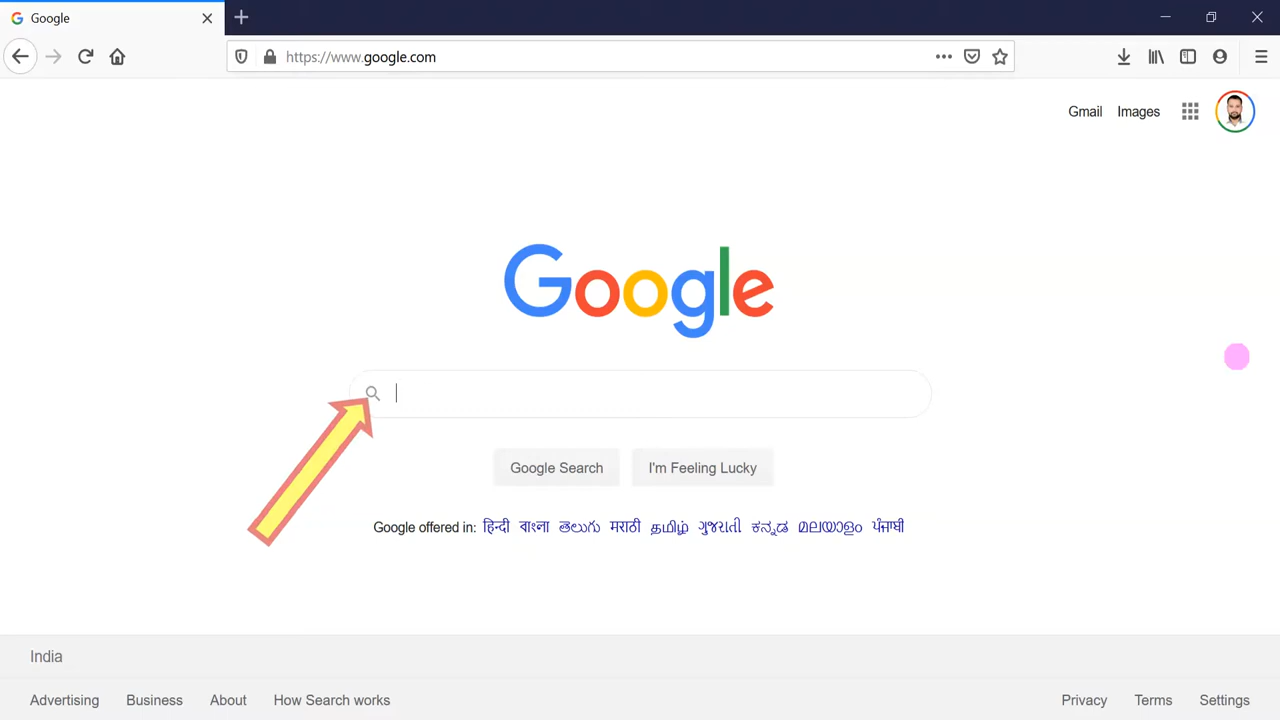 Google
https://www.google.com
Gmail Images
Google
Google Search I'm Feeling Lucky
Google offered in: हिन्दी বাংলা తెలుగు मराठी தமிழ் ગુજરાતી ಕನ್ನಡ മലയാളം ਪੰਜਾਬੀ
India
Advertising Business About How Search works Privacy Terms Settings